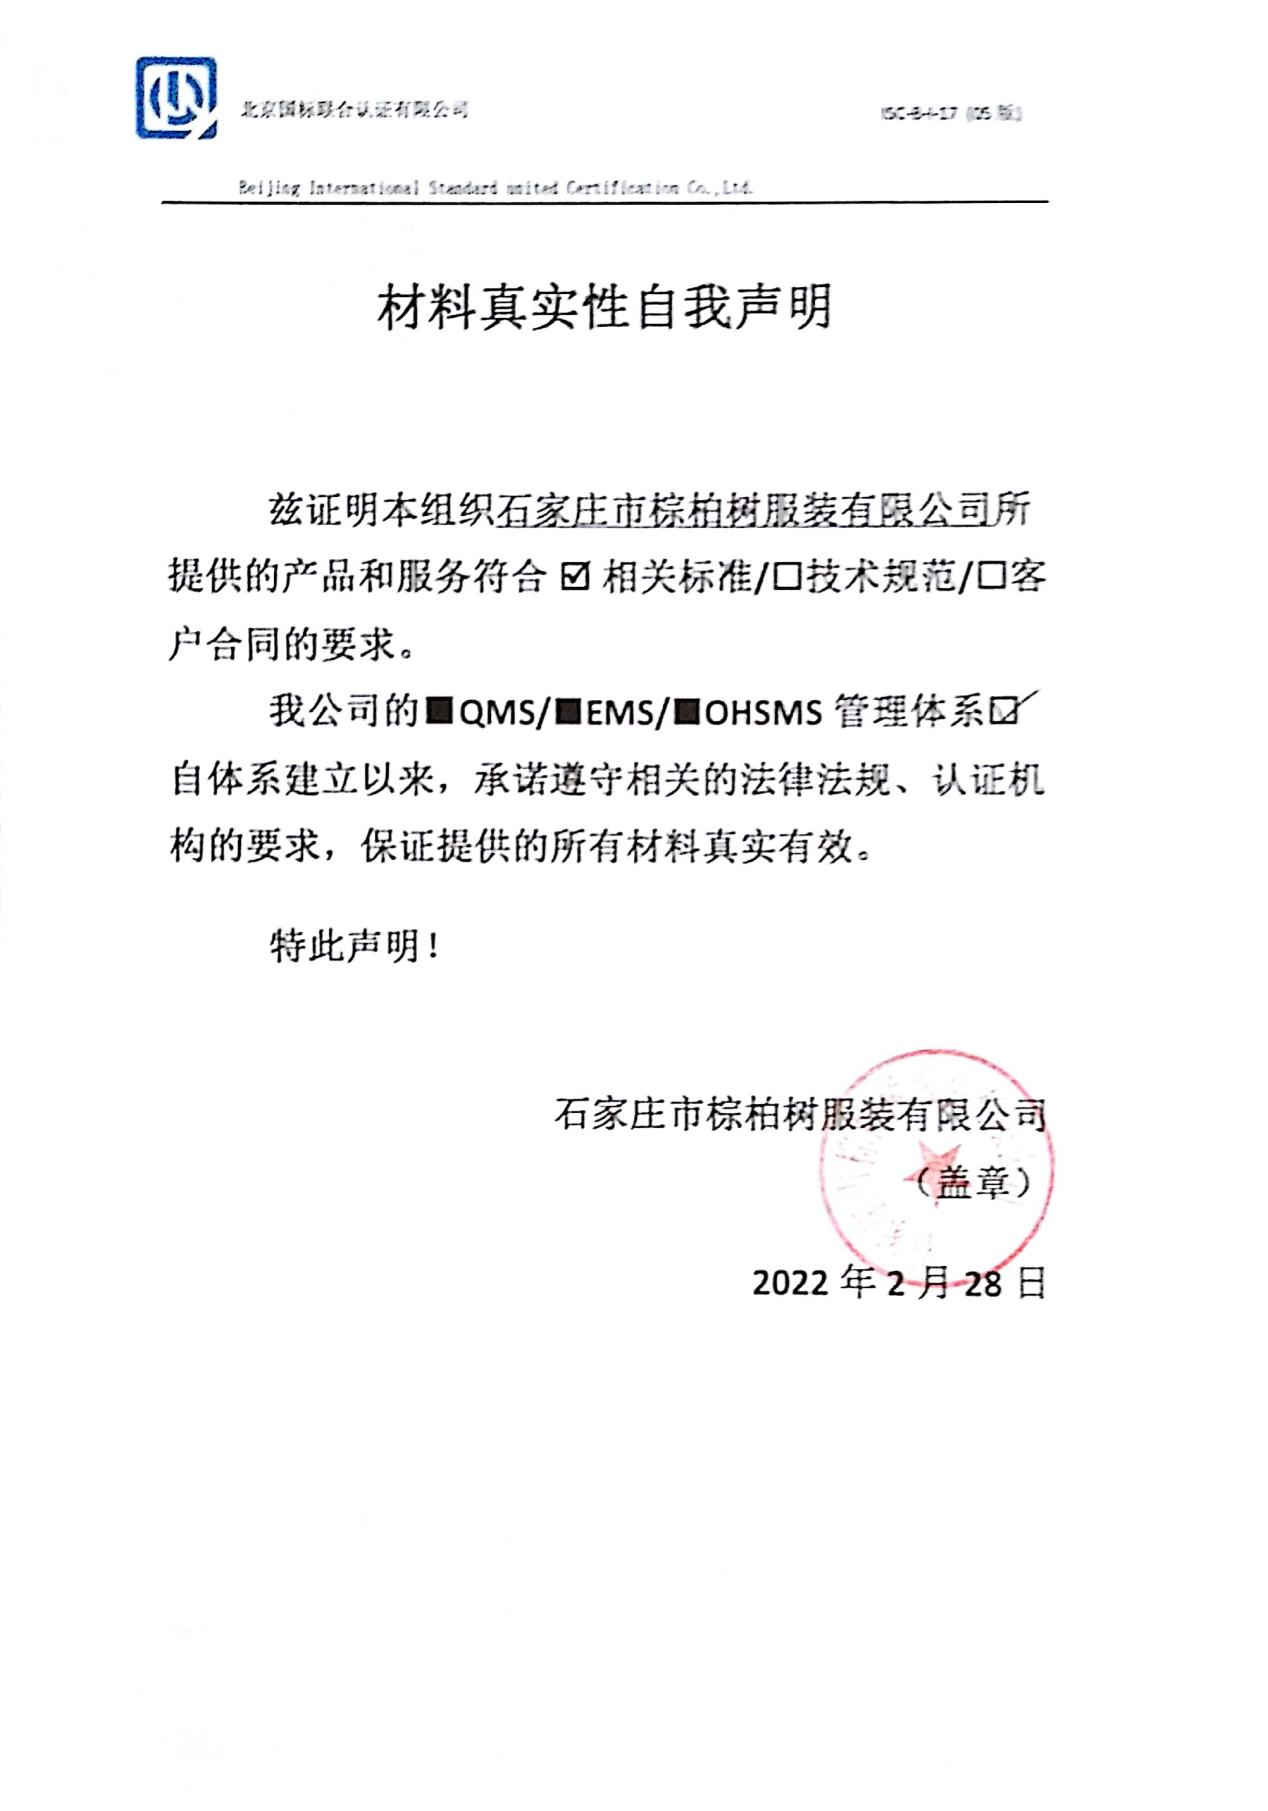 北京国标联合认证有限公司
ISC-B-I-17 (05 版)
Beijing International Standard united Certification Co.,Ltd.
材料真实性自我声明
兹证明本组织石家庄市棕柏树服装有限公司所
提供的产品和服务符合 ☑ 相关标准/□技术规范/□客
户合同的要求。
我公司的■QMS/■EMS/■OHSMS 管理体系☑
自体系建立以来，承诺遵守相关的法律法规、认证机
构的要求，保证提供的所有材料真实有效。
特此声明！
石家庄市棕柏树服装有限公司
（盖章）
2022 年 2 月 28 日